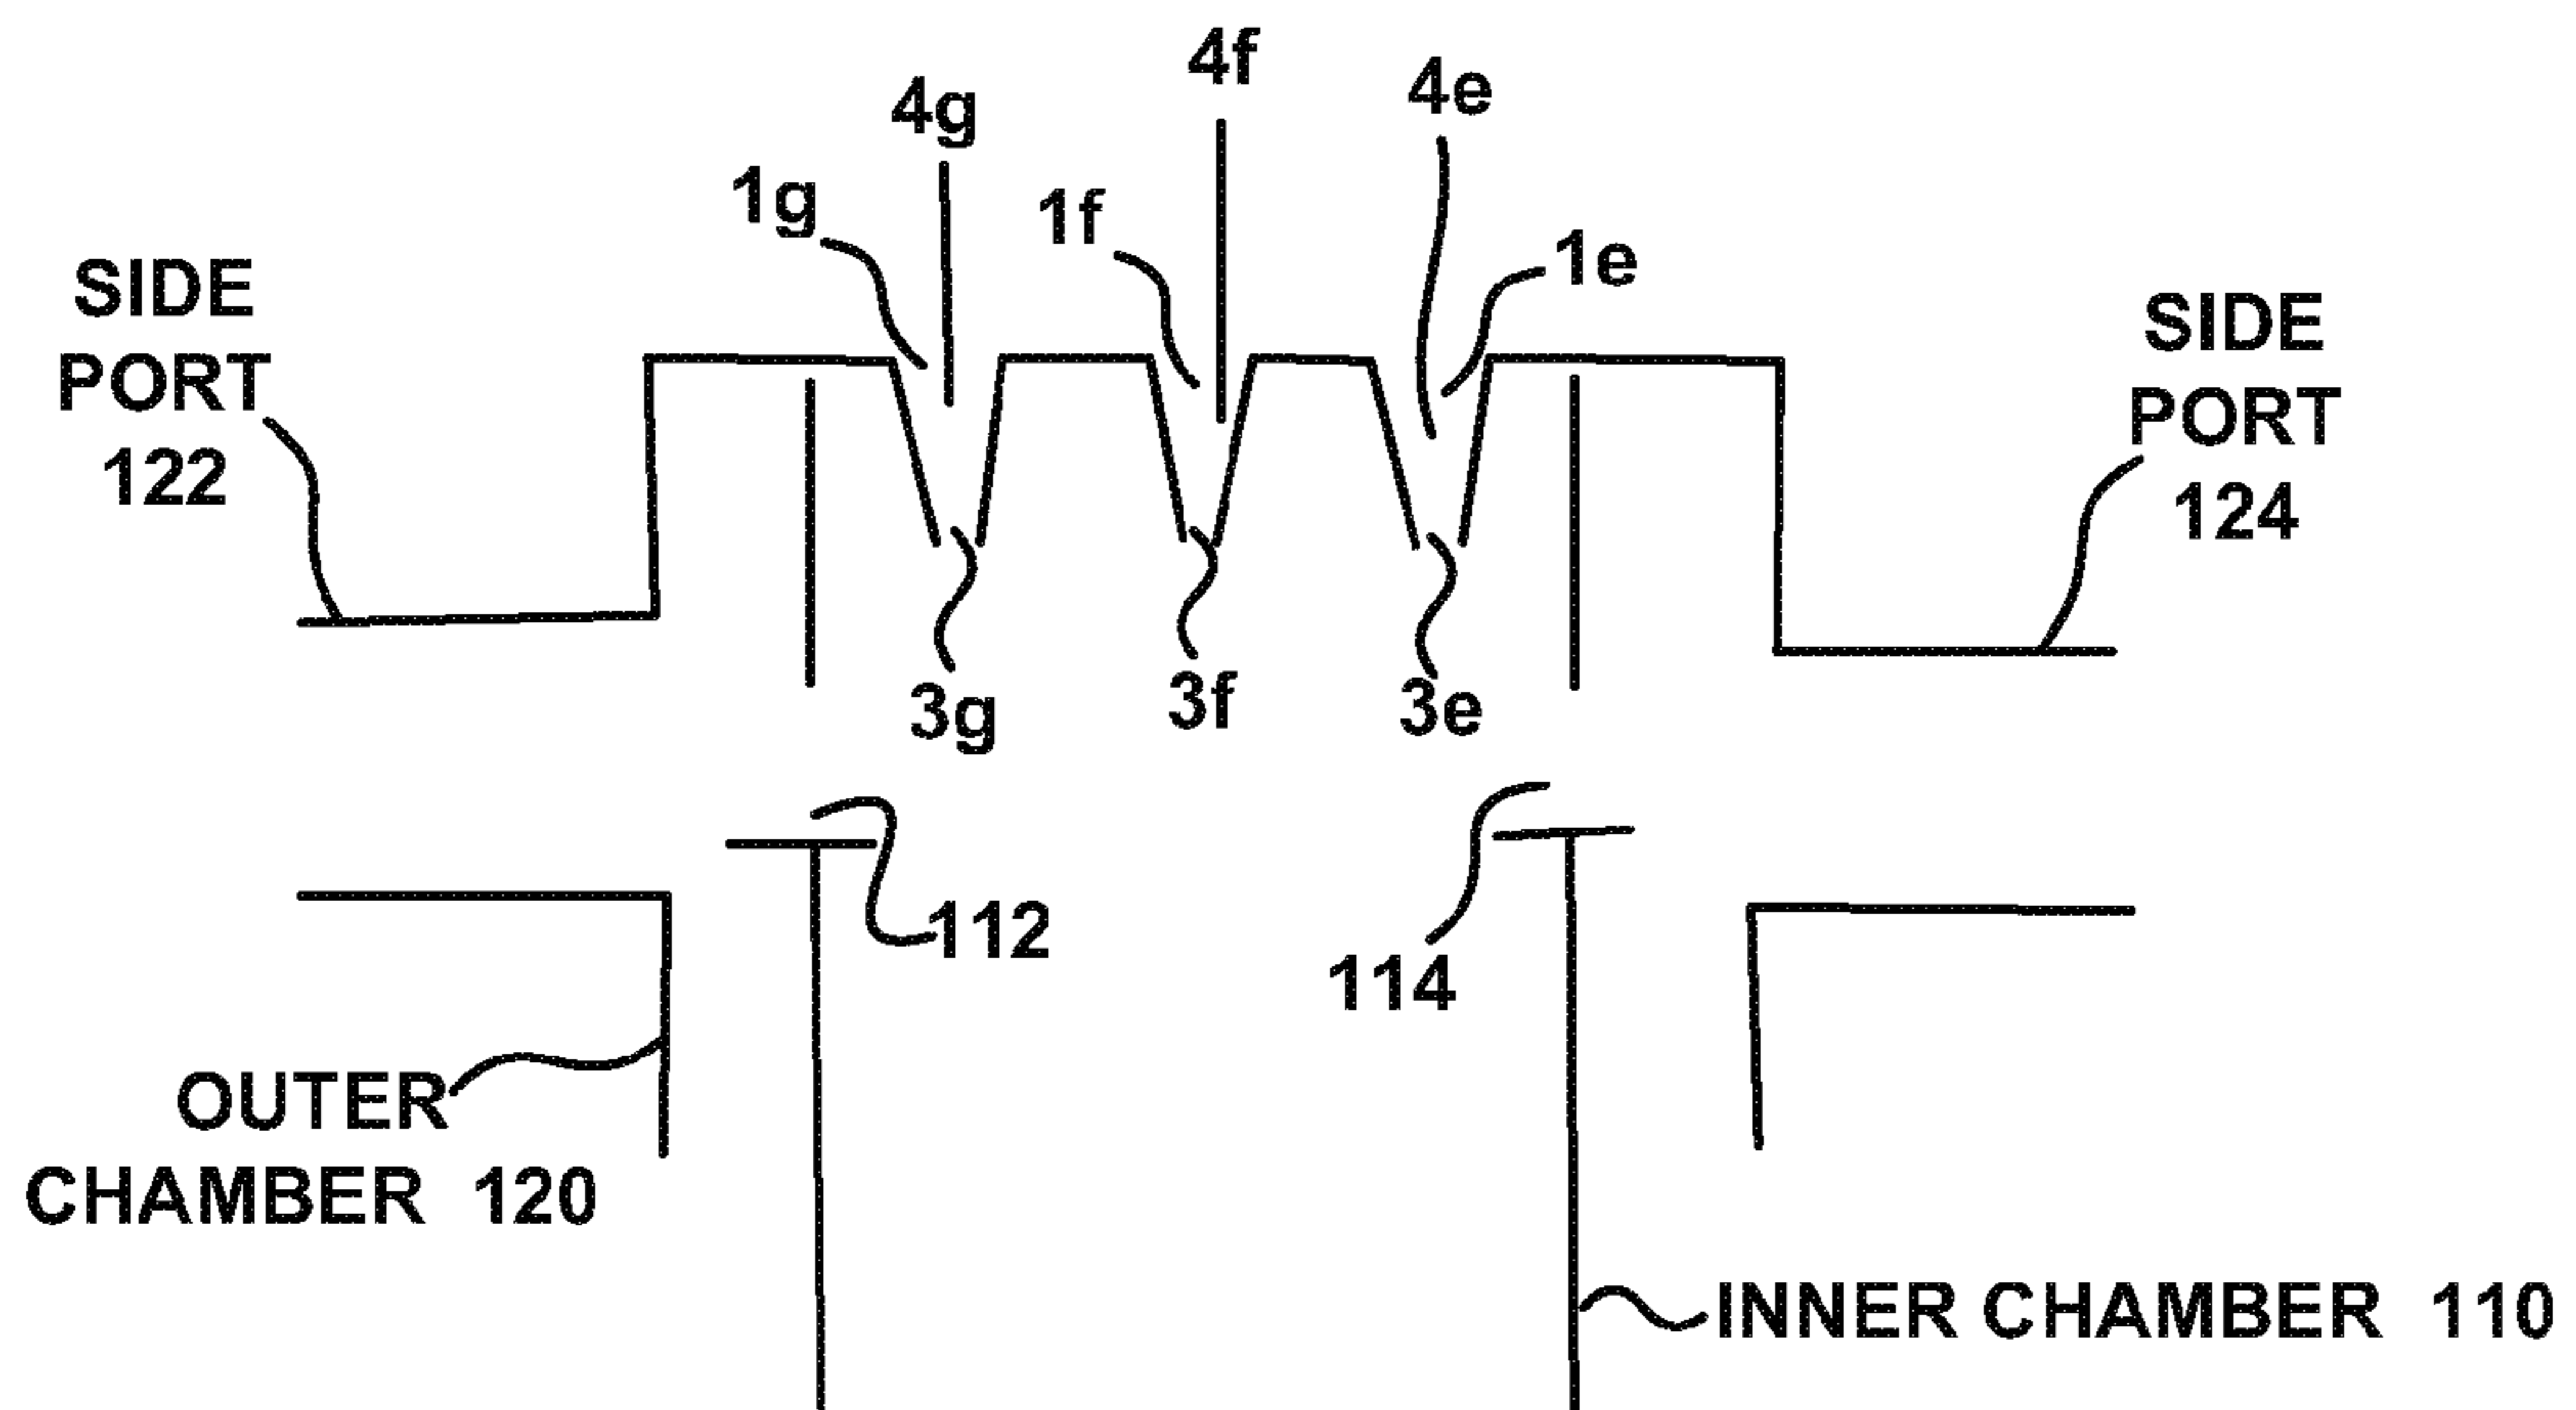 4f
4g
4e
1g
1f
1e
SIDE
PORT
122
SIDE
PORT
124
3g
3f
3e
112
114
OUTER
CHAMBER 120
INNER CHAMBER 110